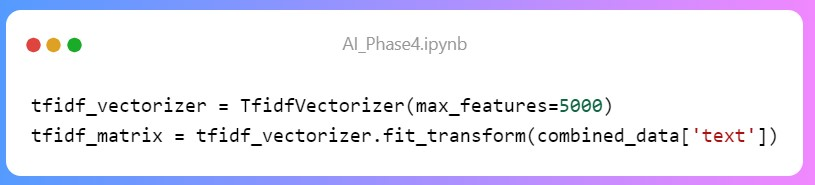 AI_Phase4.ipynb
tfidf_vectorizer = TfidfVectorizer(max_features=5000)
tfidf_matrix = tfidf_vectorizer.fit_transform(combined_data['text'])